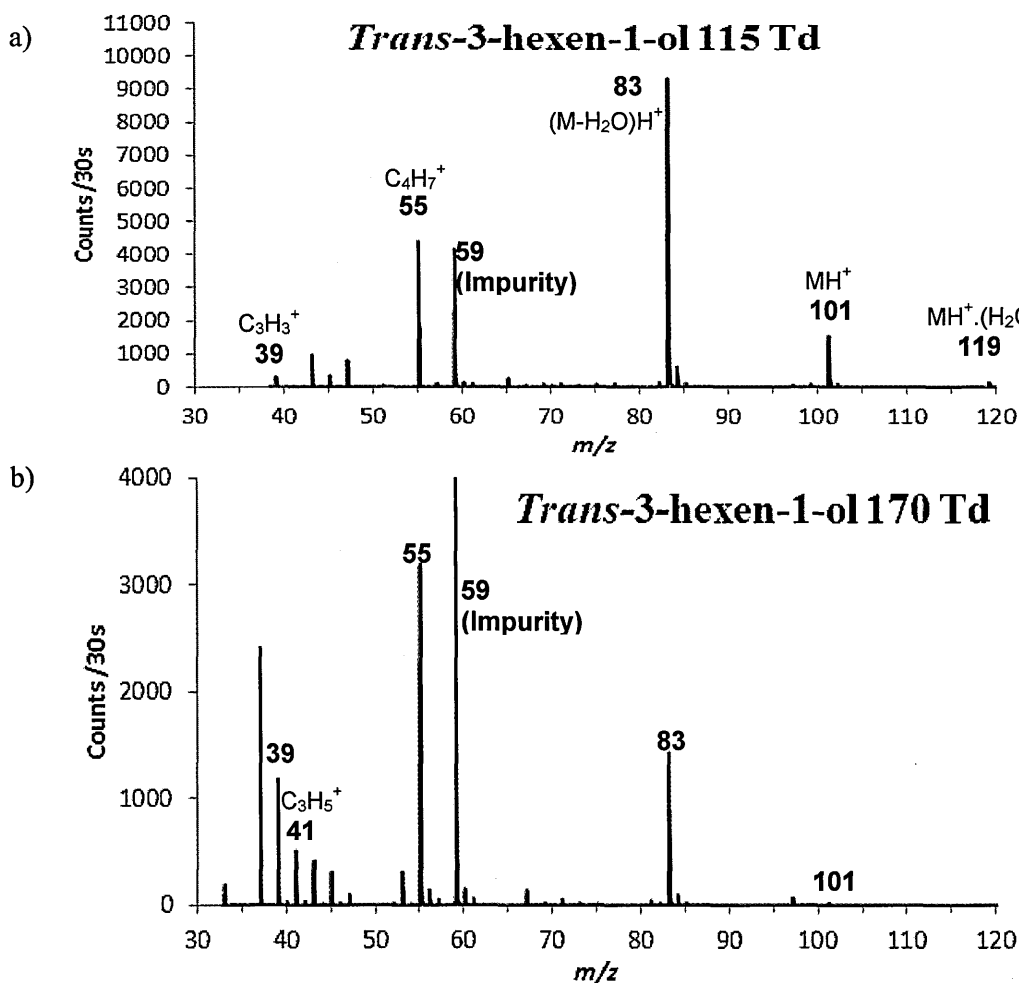 a)
Trans-3-hexen-1-ol 115 Td
11000
10000
9000
8000
7000
6000
5000
4000
3000
2000
1000
0
Counts/30s
83
(M-H₂O)H⁺
C₄H₇⁺
55
59
(Impurity)
C₃H₃⁺
39
MH⁺
101
MH⁺.(H₂O
119
30 40 50 60 70 80 90 100 110 120
m/z
b)
Trans-3-hexen-1-ol 170 Td
4000
3000
2000
1000
0
Counts/30s
55
59
(Impurity)
39
C₃H₅⁺
41
83
101
30 40 50 60 70 80 90 100 110 120
m/z